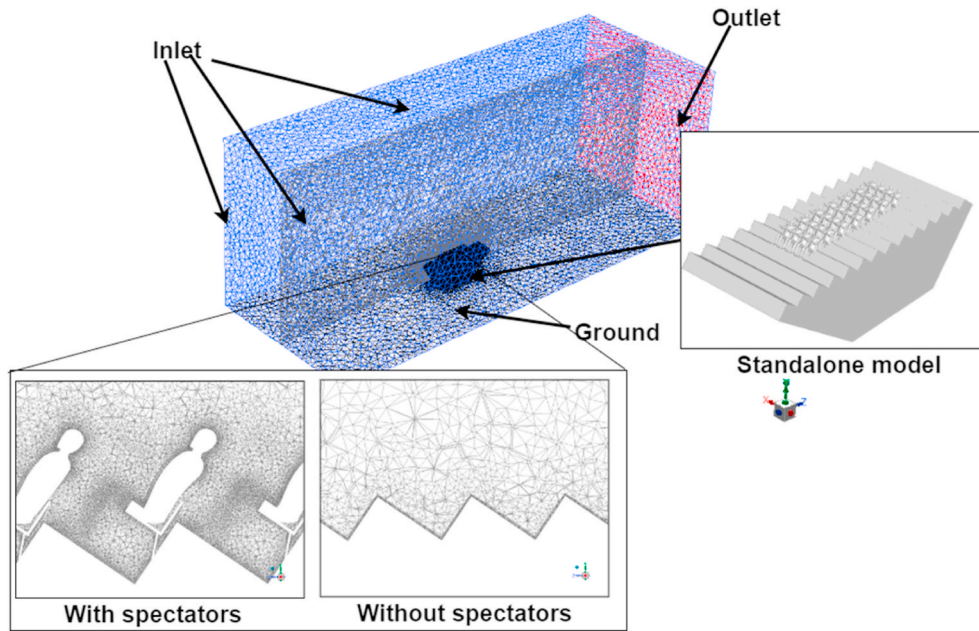 Inlet
Outlet
Ground
Standalone model
X
Z
With spectators
Without spectators